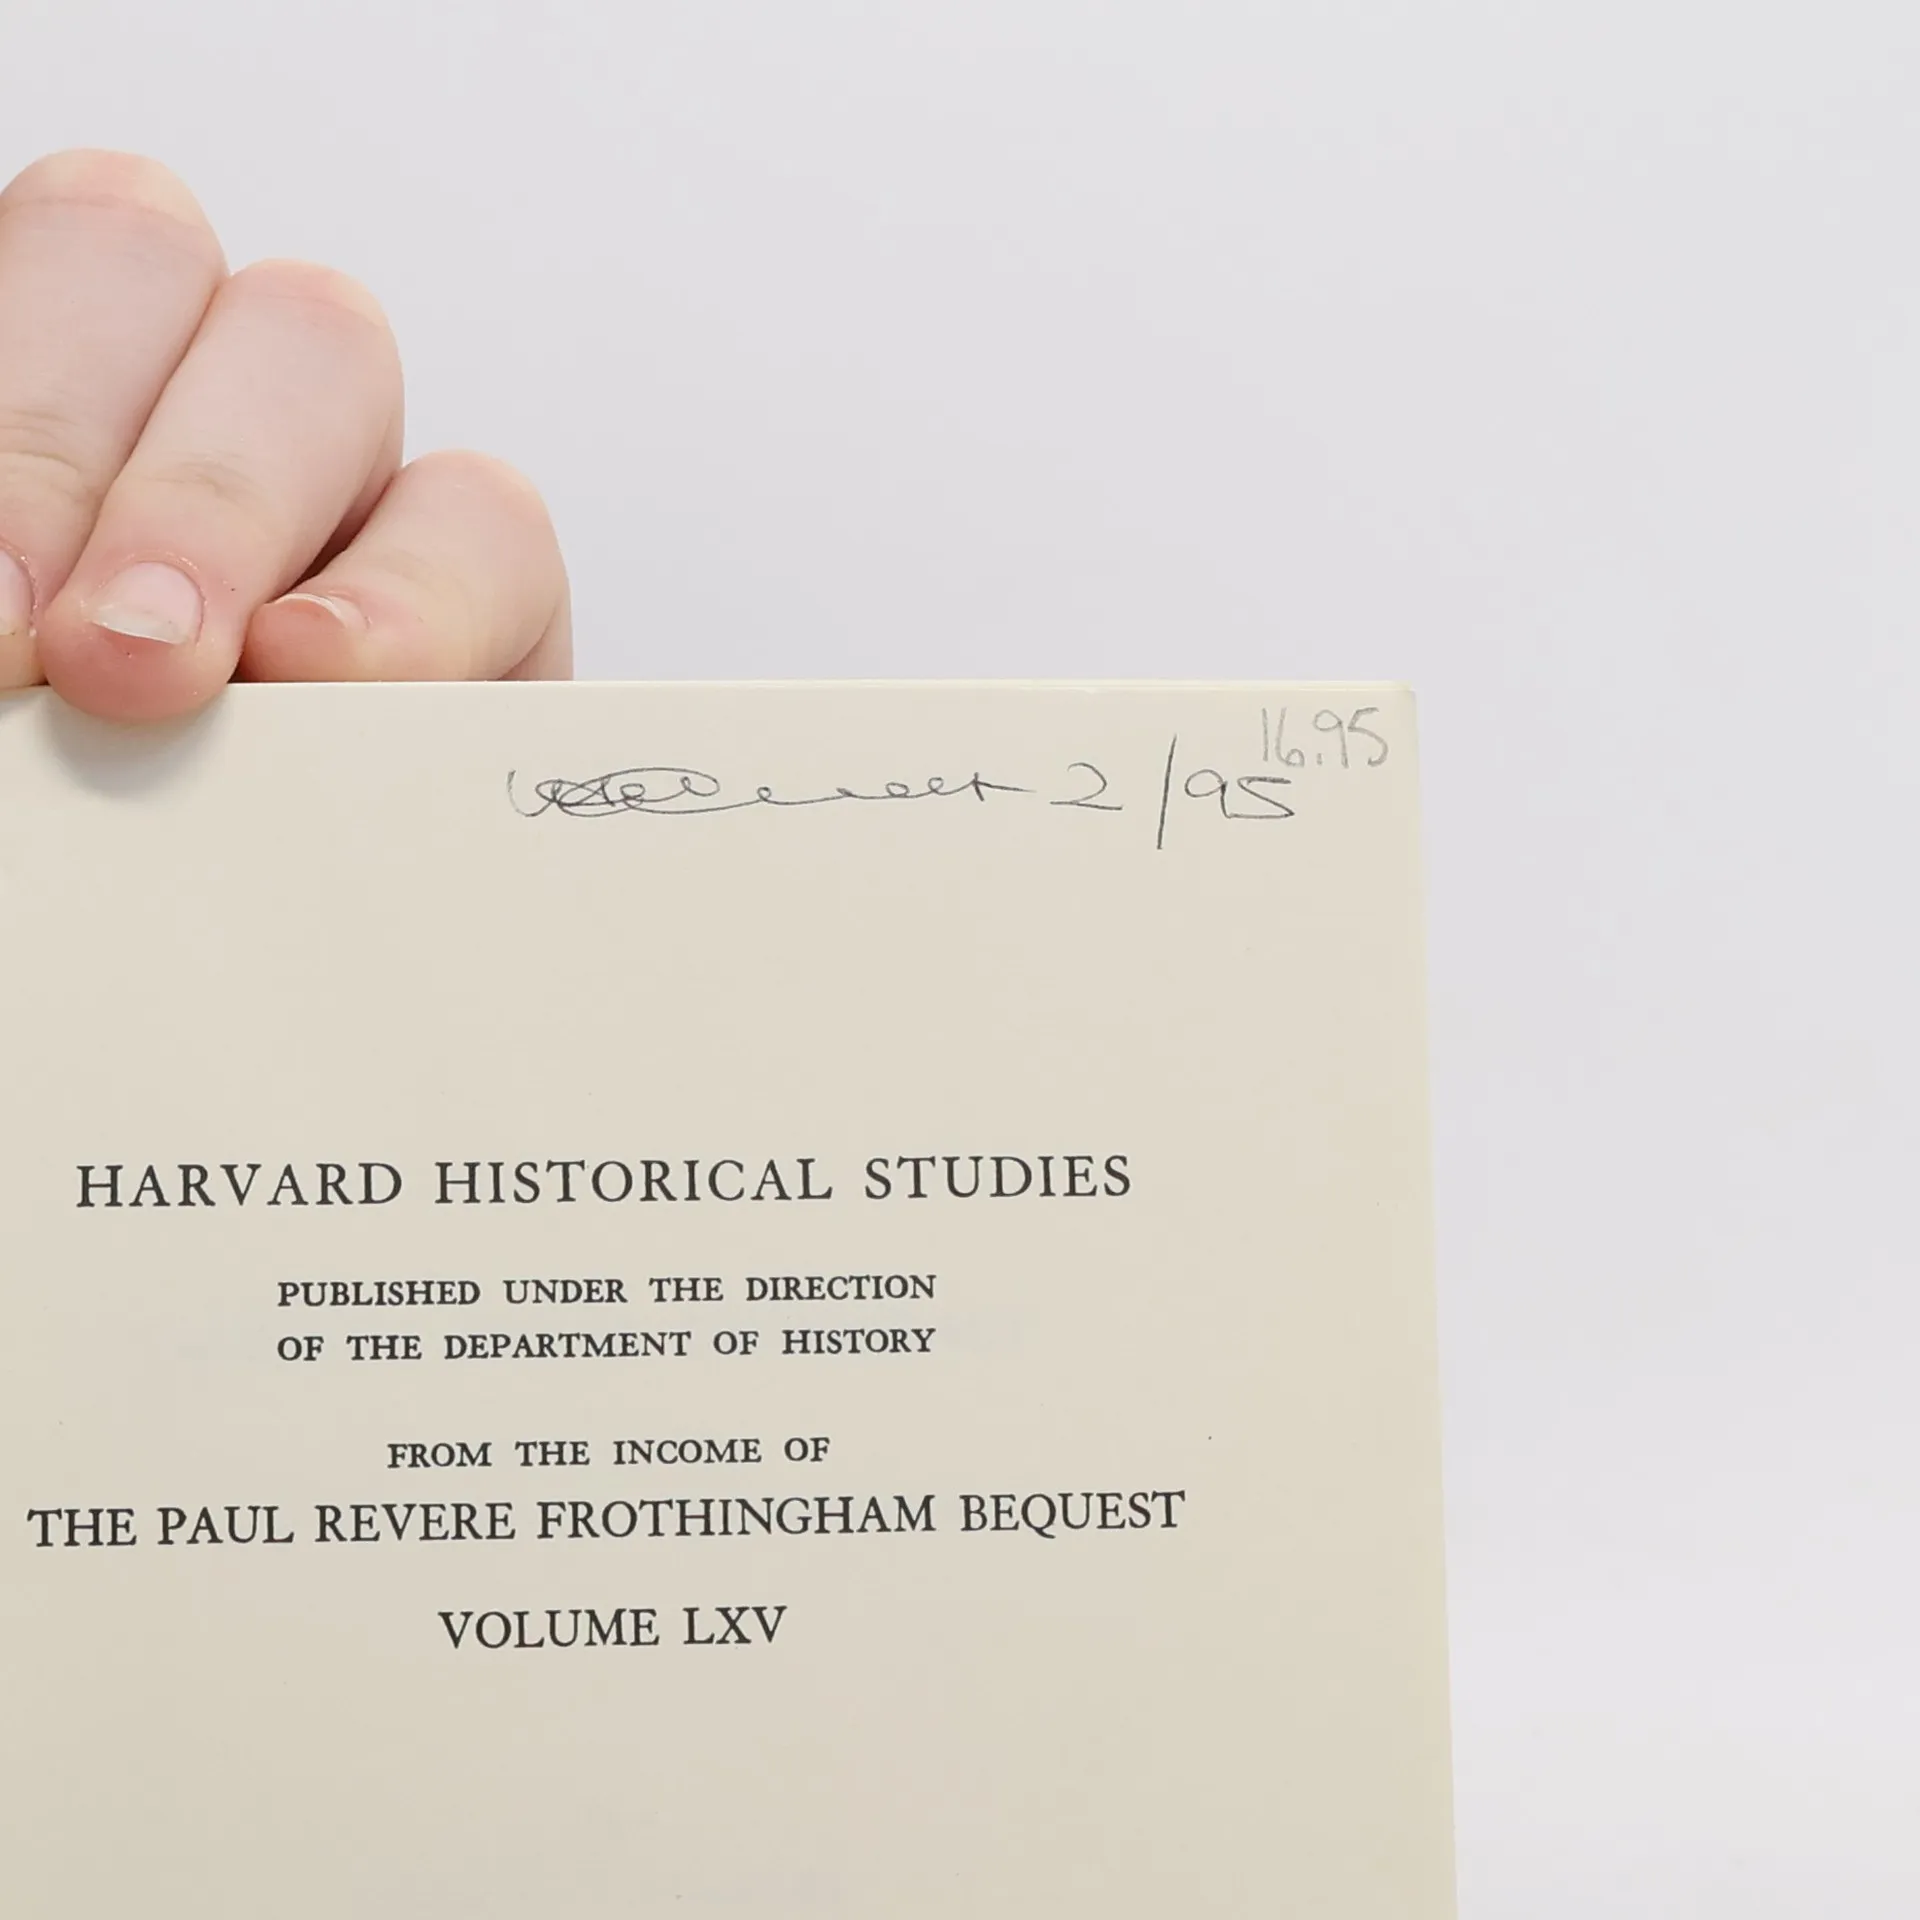 16.95
2/95
HARVARD HISTORICAL STUDIES
PUBLISHED UNDER THE DIRECTION
OF THE DEPARTMENT OF HISTORY
FROM THE INCOME OF
THE PAUL REVERE FROTHINGHAM BEQUEST
VOLUME LXV